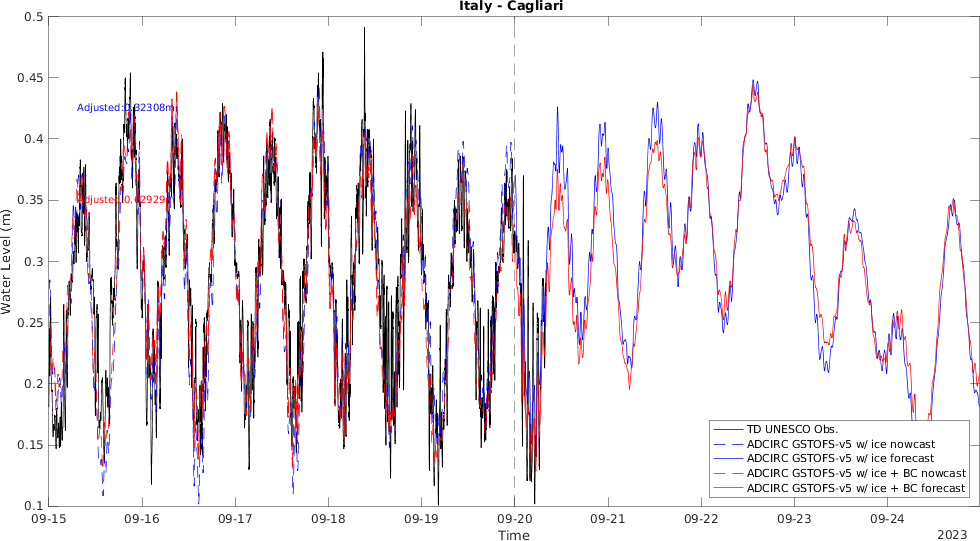 Italy - Cagliari
0.5
0.45
0.4
0.35
0.3
0.25
0.2
0.15
0.1
Water Level (m)
Adjusted:0.32308m
09-15
09-16
09-17
09-18
09-19
09-20
09-21
09-22
09-23
09-24
Time
2023
TD UNESCO Obs.
ADCIRC GSTOFS-v5 w/ ice nowcast
ADCIRC GSTOFS-v5 w/ ice forecast
ADCIRC GSTOFS-v5 w/ ice + BC nowcast
ADCIRC GSTOFS-v5 w/ ice + BC forecast